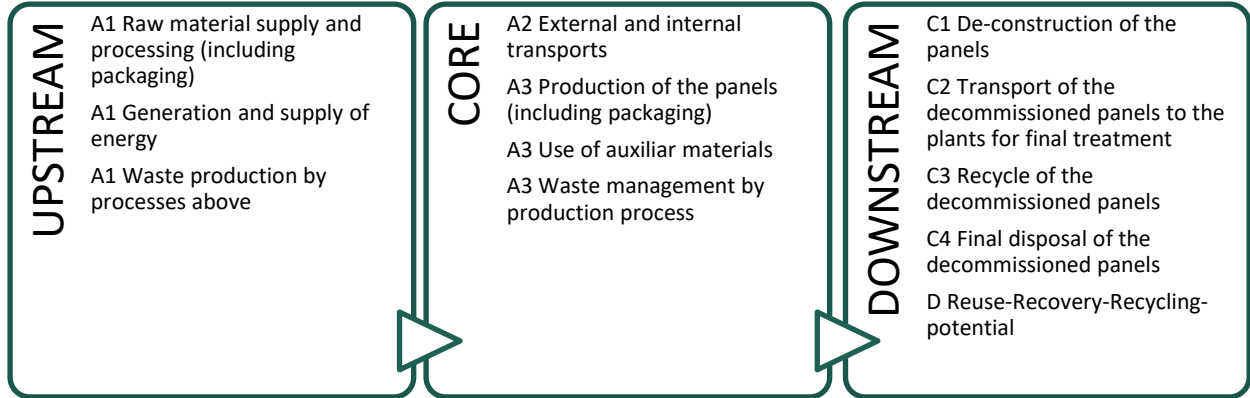 UPSTREAM
A1 Raw material supply and
processing (including
packaging)
A1 Generation and supply of
energy
A1 Waste production by
processes above
CORE
A2 External and internal
transports
A3 Production of the panels
(including packaging)
A3 Use of auxiliar materials
A3 Waste management by
production process
DOWNSTREAM
C1 De-construction of the
panels
C2 Transport of the
decommissioned panels to the
plants for final treatment
C3 Recycle of the
decommissioned panels
C4 Final disposal of the
decommissioned panels
D Reuse-Recovery-Recycling-
potential